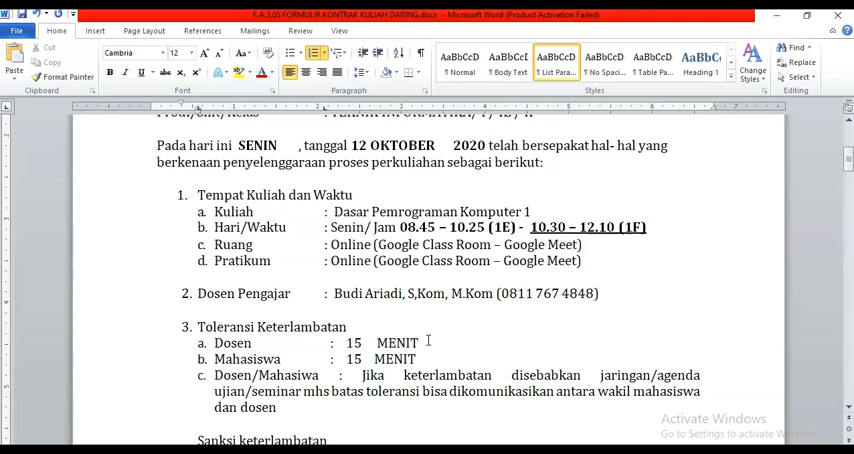 F.A.3.05 FORMULIR KONTRAK KULIAH DARING.docx - Microsoft Word (Product Activation Failed)
File Home Insert Page Layout References Mailings Review View
Cut
Copy
Format Painter
Paste
Clipboard
Cambria 12
Font
Paragraph
AaBbCcD AaBbCcD AaBbCcD AaBbCcD AaBbCcD AaBbC
¶ Normal ¶ Body Text ¶ List Para... ¶ No Spaci... ¶ Table Pa... Heading 1
Styles
Change
Styles
Find
Replace
Select
Editing
Pada hari ini SENIN , tanggal 12 OKTOBER 2020 telah bersepakat hal- hal yang
berkenaan penyelenggaraan proses perkuliahan sebagai berikut:
1. Tempat Kuliah dan Waktu
a. Kuliah : Dasar Pemrograman Komputer 1
b. Hari/Waktu : Senin/ Jam 08.45 – 10.25 (1E) - 10.30 – 12.10 (1F)
c. Ruang : Online (Google Class Room – Google Meet)
d. Pratikum : Online (Google Class Room – Google Meet)
2. Dosen Pengajar : Budi Ariadi, S,Kom, M.Kom (0811 767 4848)
3. Toleransi Keterlambatan
a. Dosen : 15 MENIT
b. Mahasiswa : 15 MENIT
c. Dosen/Mahasiwa : Jika keterlambatan disebabkan jaringan/agenda
ujian/seminar mhs batas toleransi bisa dikomunikasikan antara wakil mahasiswa
dan dosen
Sanksi keterlambatan
Activate Windows
Go to Settings to activate Windows.